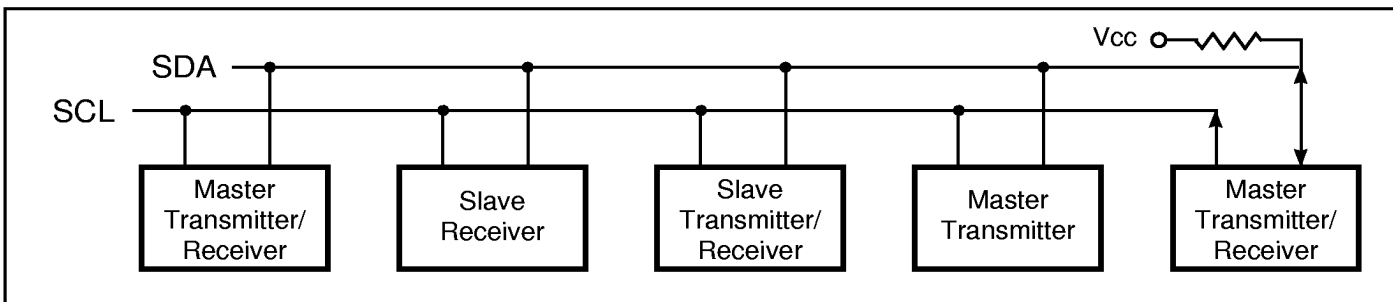 Vcc
SDA
SCL
Master
Transmitter/
Receiver
Slave
Receiver
Slave
Transmitter/
Receiver
Master
Transmitter
Master
Transmitter/
Receiver